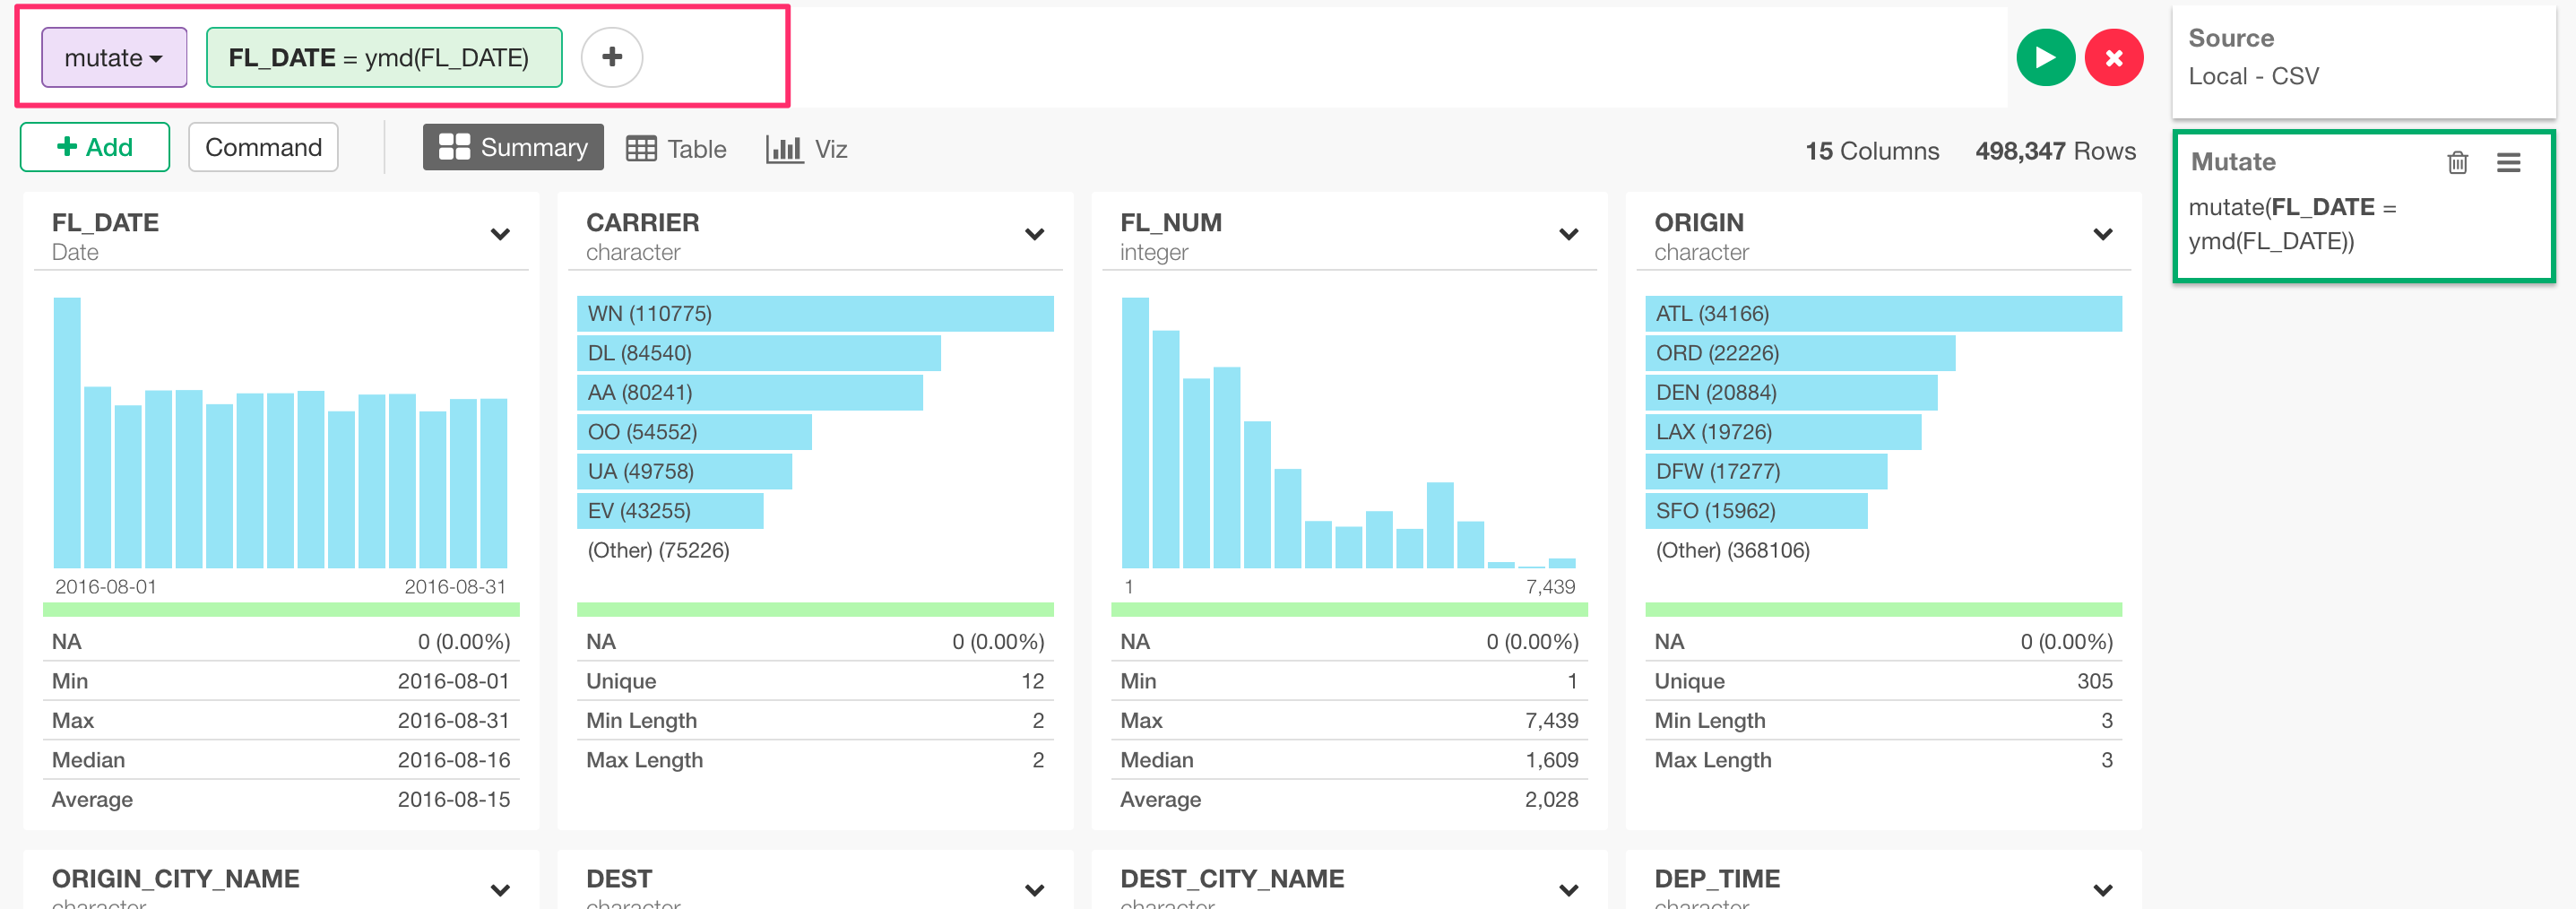 mutate
FL_DATE = ymd(FL_DATE)
Source
Local - CSV
Add
Command
Summary
Table
Viz
15 Columns
498,347 Rows
Mutate
mutate(FL_DATE =
ymd(FL_DATE))
FL_DATE
Date
2016-08-01
2016-08-31
NA 0 (0.00%)
Min 2016-08-01
Max 2016-08-31
Median 2016-08-16
Average 2016-08-15
CARRIER
character
WN (110775)
DL (84540)
AA (80241)
OO (54552)
UA (49758)
EV (43255)
(Other) (75226)
NA 0 (0.00%)
Unique 12
Min Length 2
Max Length 2
FL_NUM
integer
1
7,439
NA 0 (0.00%)
Min 1
Max 7,439
Median 1,609
Average 2,028
ORIGIN
character
ATL (34166)
ORD (22226)
DEN (20884)
LAX (19726)
DFW (17277)
SFO (15962)
(Other) (368106)
NA 0 (0.00%)
Unique 305
Min Length 3
Max Length 3
ORIGIN_CITY_NAME
character
DEST
character
DEST_CITY_NAME
character
DEP_TIME
character